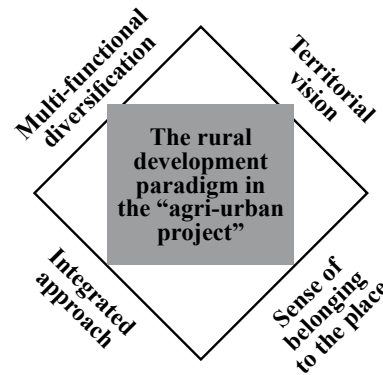 Multi-functional
diversification
Territorial
vision
The rural
development
paradigm in
the “agri-urban
project”
Integrated
approach
Sense of
belonging
to the place